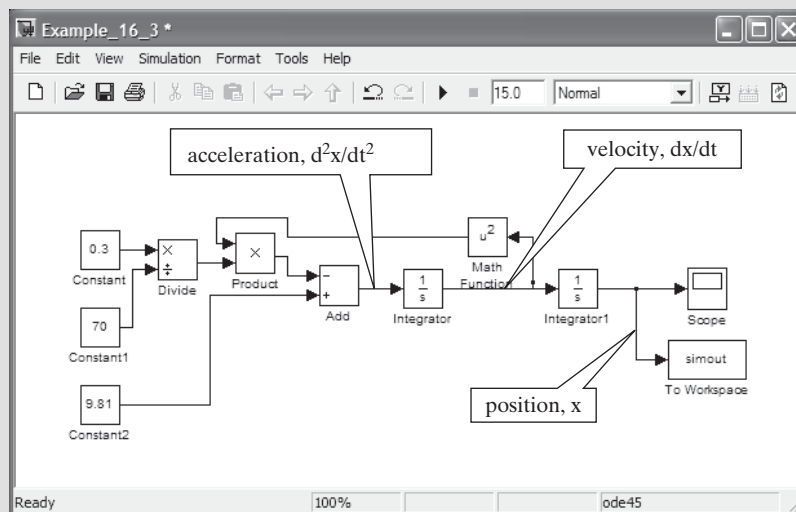 Example_16_3 *
File Edit View Simulation Format Tools Help
15.0 Normal
acceleration, d²x/dt²
velocity, dx/dt
0.3
Constant
×
÷
Divide
×
Product
u²
Math
Function
−
+
Add
1
s
Integrator
1
s
Integrator1
Scope
70
Constant1
simout
To Workspace
9.81
Constant2
position, x
Ready 100% ode45